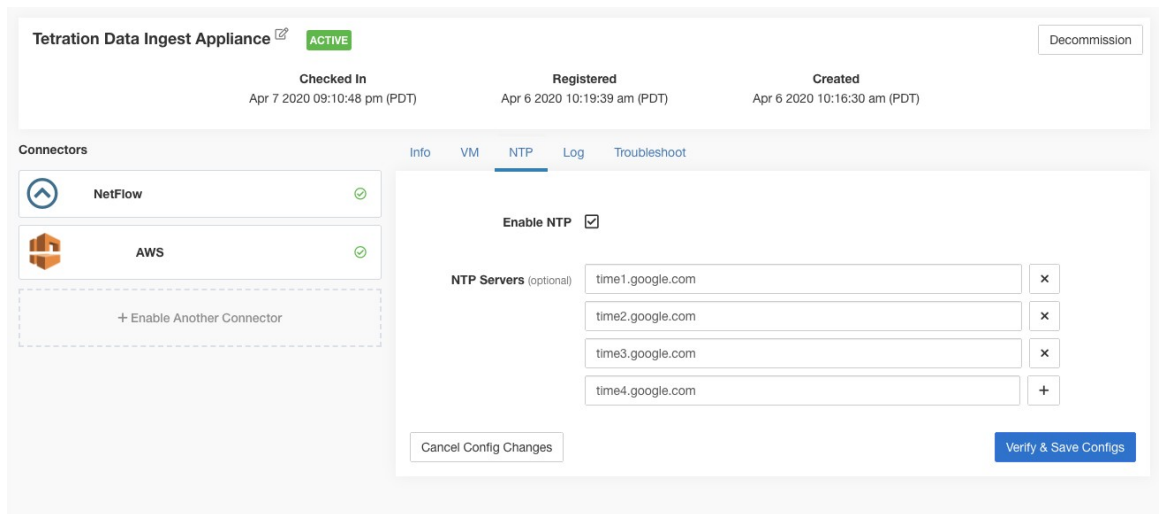 Tetration Data Ingest Appliance ACTIVE Decommission
Checked In Registered Created
Apr 7 2020 09:10:48 pm (PDT) Apr 6 2020 10:19:39 am (PDT) Apr 6 2020 10:16:30 am (PDT)
Connectors
NetFlow
AWS
+ Enable Another Connector
Info VM NTP Log Troubleshoot
Enable NTP
NTP Servers (optional) time1.google.com ×
time2.google.com ×
time3.google.com ×
time4.google.com +
Cancel Config Changes Verify & Save Configs